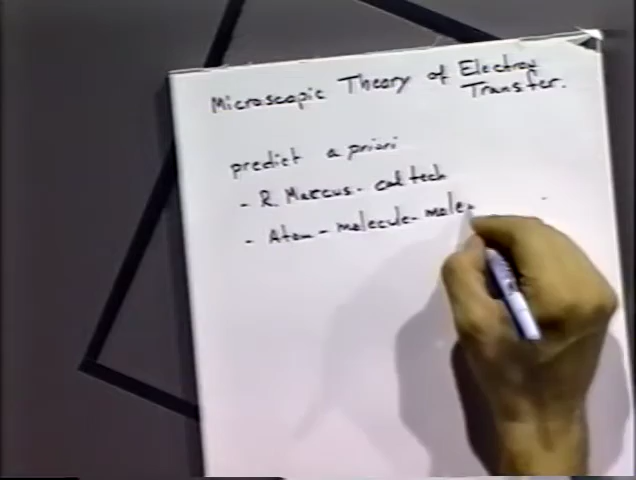 Microscopic Theory of Electron
Transfer.
predict a priori
- R. Marcus - cal tech
- Atom - molecule - mole